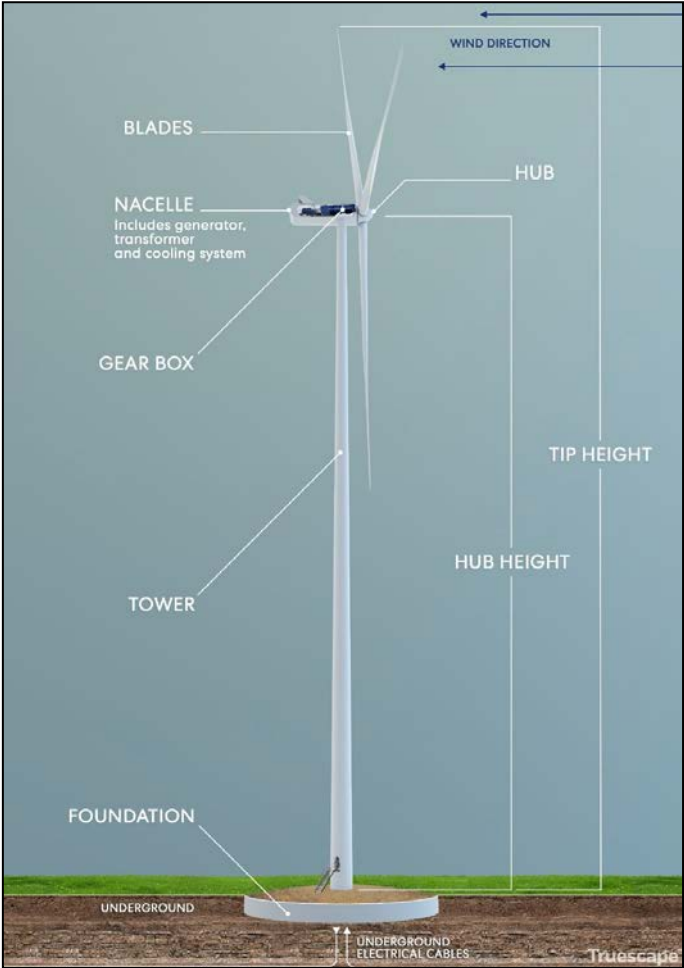 WIND DIRECTION
BLADES
HUB
NACELLE
Includes generator,
transformer
and cooling system
GEAR BOX
TIP HEIGHT
HUB HEIGHT
TOWER
FOUNDATION
UNDERGROUND
UNDERGROUND
ELECTRICAL CABLES
Truescape